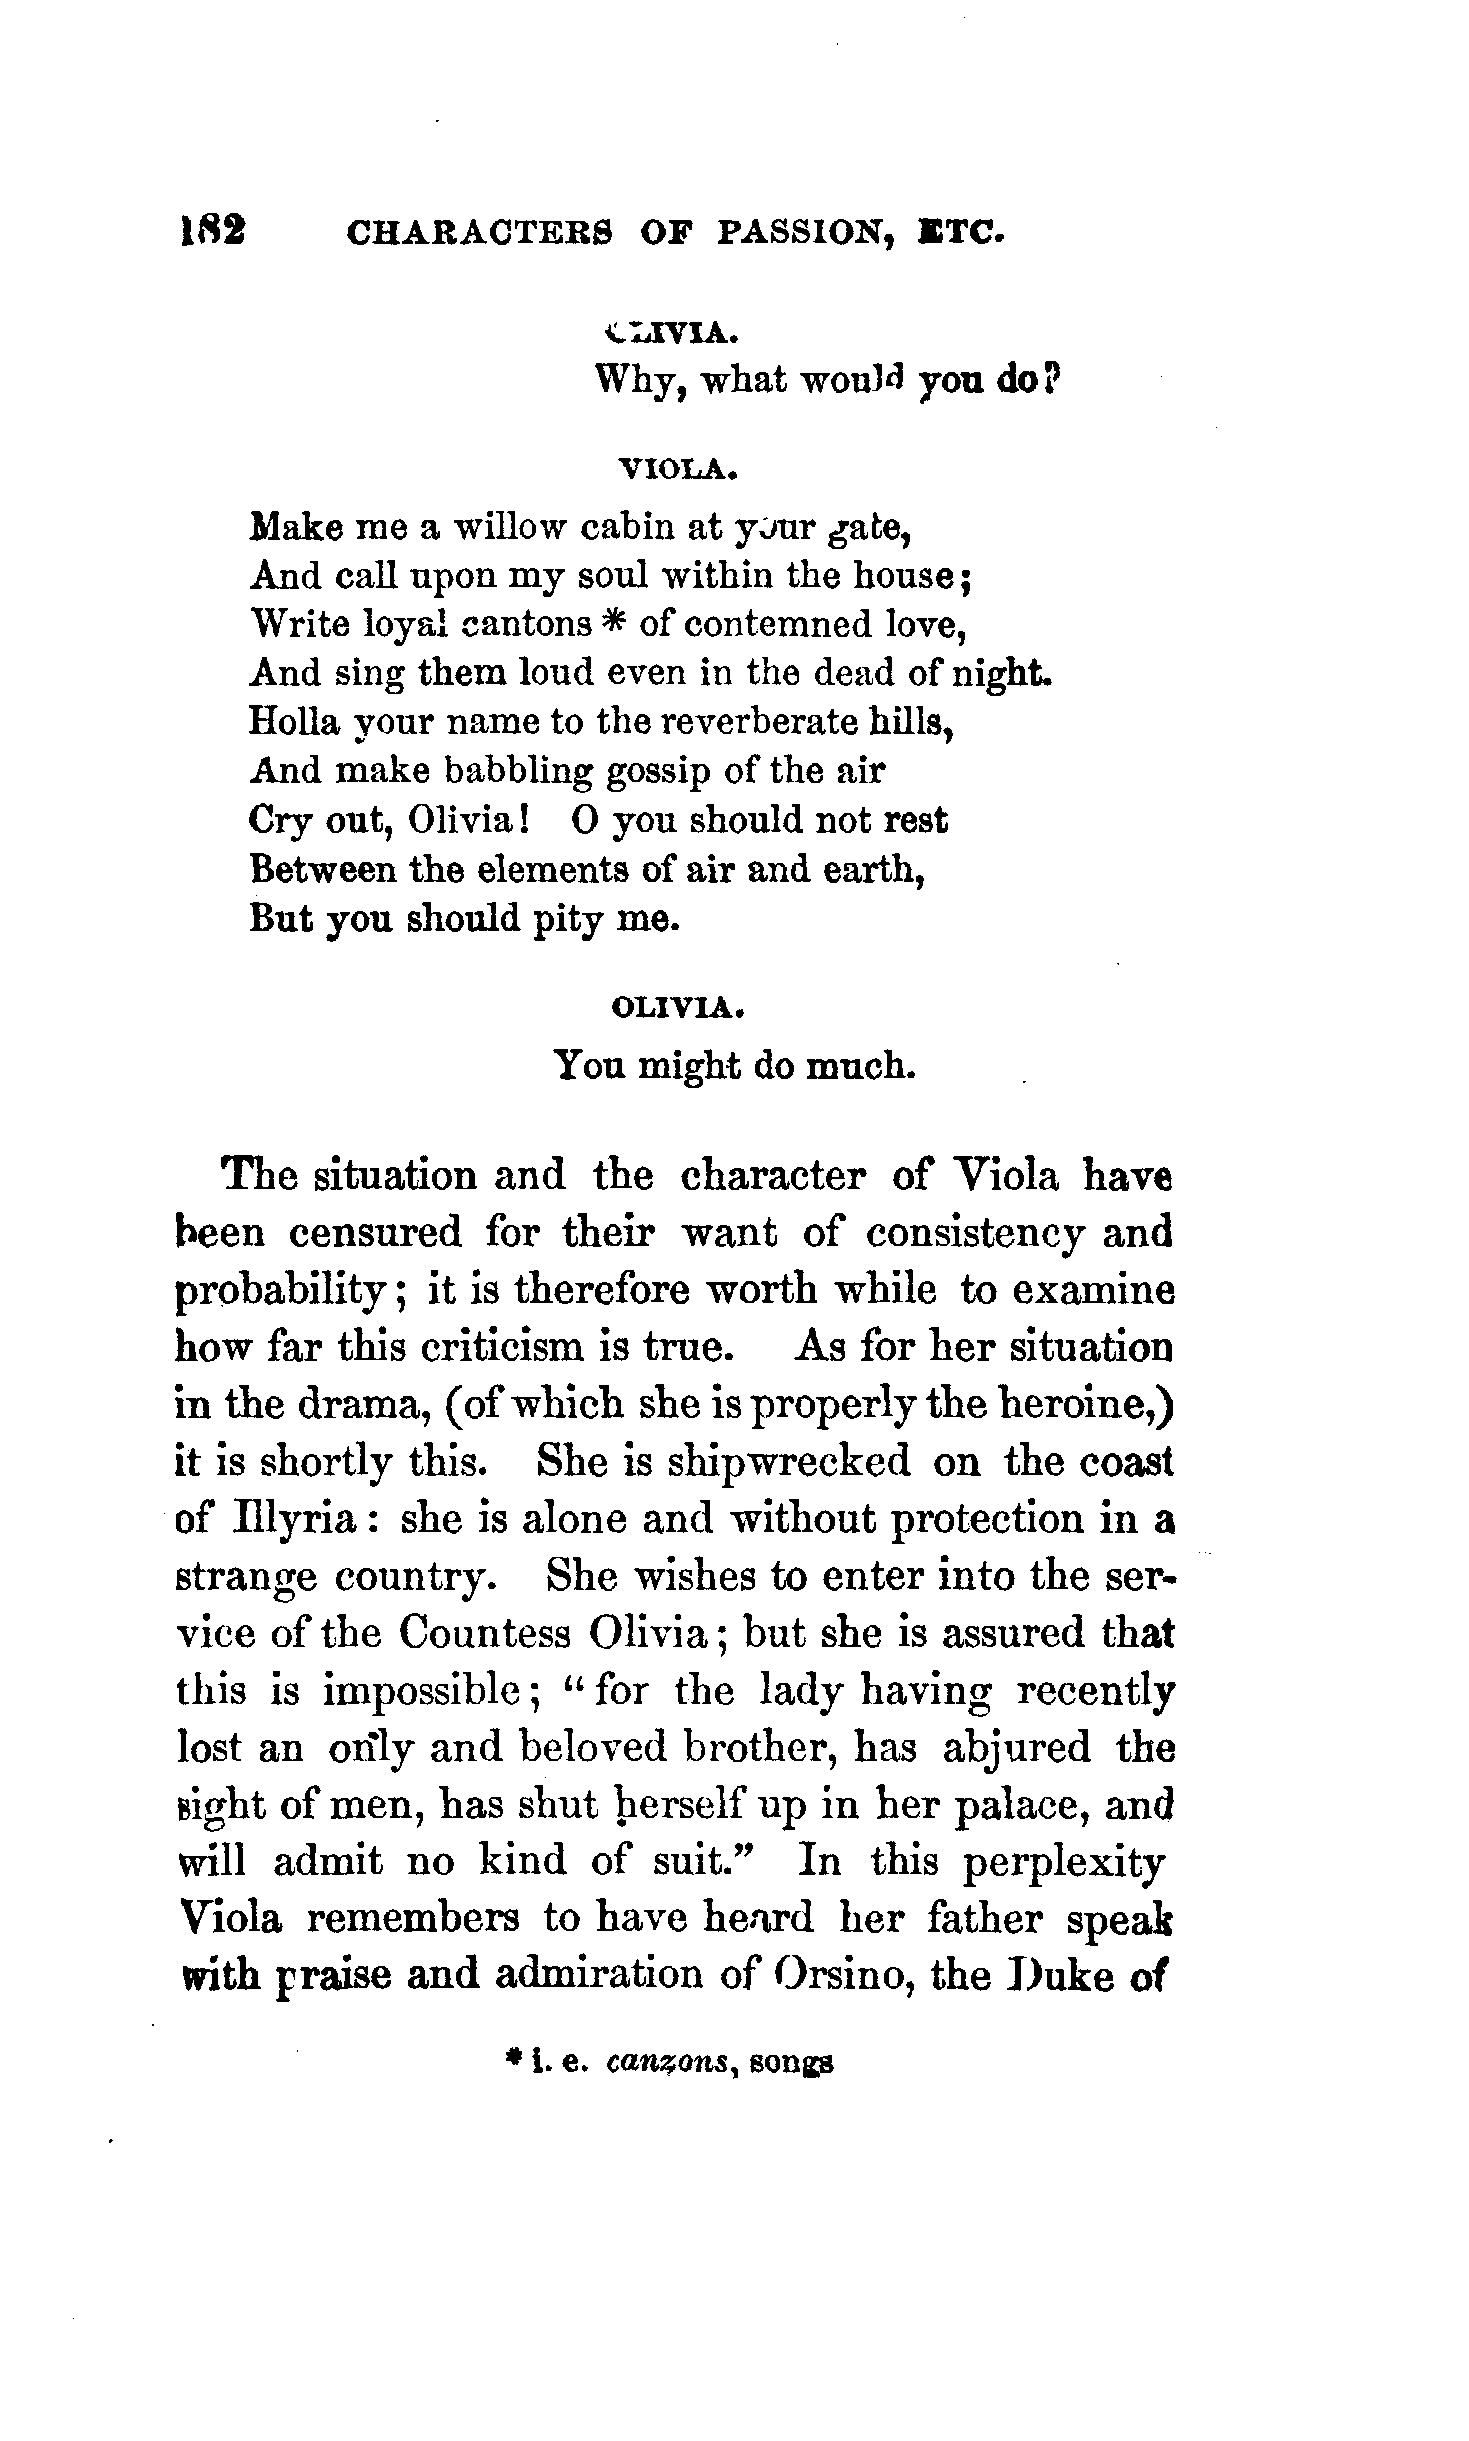 182 CHARACTERS OF PASSION, ETC.
OLIVIA.
Why, what would you do?
VIOLA.
Make me a willow cabin at your gate,
And call upon my soul within the house;
Write loyal cantons * of contemned love,
And sing them loud even in the dead of night.
Holla your name to the reverberate hills,
And make babbling gossip of the air
Cry out, Olivia! O you should not rest
Between the elements of air and earth,
But you should pity me.
OLIVIA.
You might do much.
The situation and the character of Viola have
been censured for their want of consistency and
probability; it is therefore worth while to examine
how far this criticism is true. As for her situation
in the drama, (of which she is properly the heroine,)
it is shortly this. She is shipwrecked on the coast
of Illyria: she is alone and without protection in a
strange country. She wishes to enter into the ser-
vice of the Countess Olivia; but she is assured that
this is impossible; "for the lady having recently
lost an only and beloved brother, has abjured the
sight of men, has shut herself up in her palace, and
will admit no kind of suit." In this perplexity
Viola remembers to have heard her father speak
with praise and admiration of Orsino, the Duke of
* i. e. canzons, songs